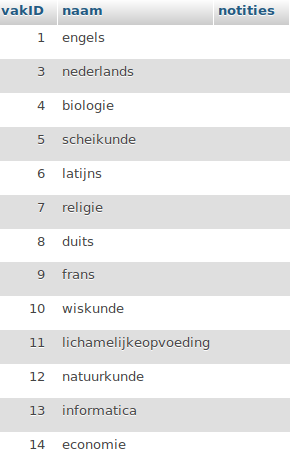 vakID naam notities
1 engels
3 nederlands
4 biologie
5 scheikunde
6 latijns
7 religie
8 duits
9 frans
10 wiskunde
11 lichamelijkeopvoeding
12 natuurkunde
13 informatica
14 economie